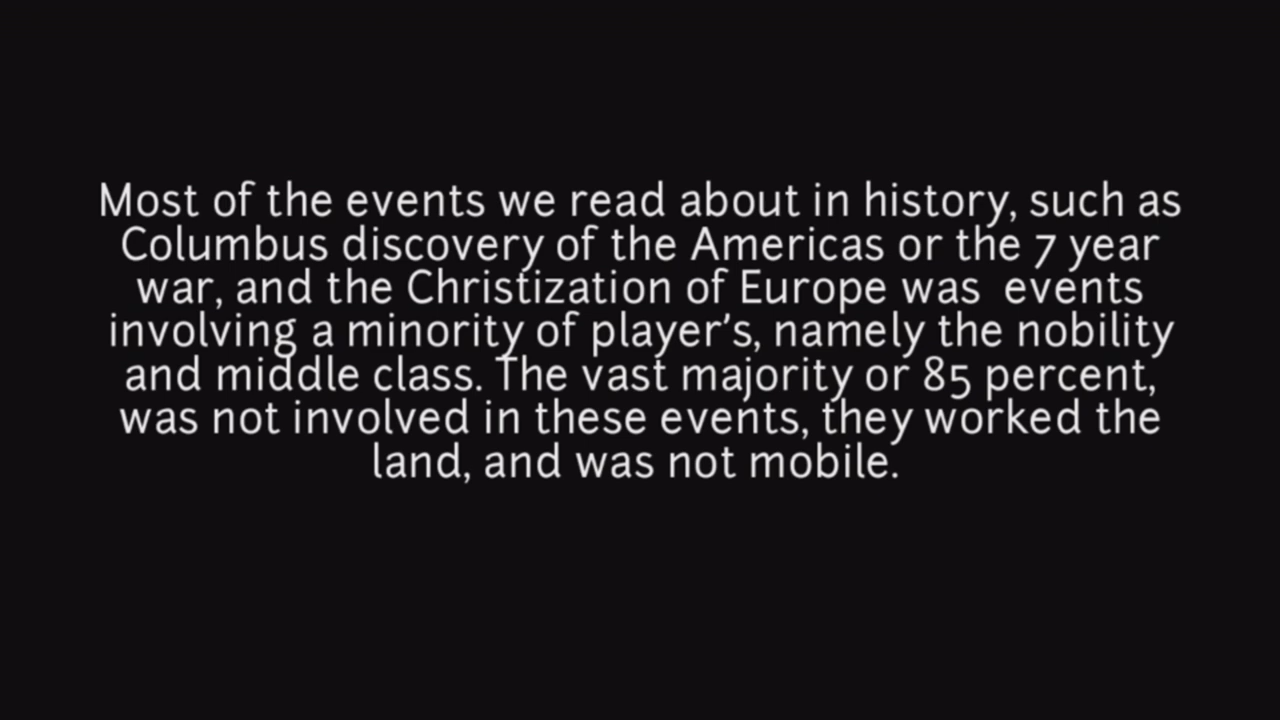 Most of the events we read about in history, such as
Columbus discovery of the Americas or the 7 year
war, and the Christization of Europe was  events
involving a minority of player's, namely the nobility
and middle class. The vast majority or 85 percent,
was not involved in these events, they worked the
land, and was not mobile.